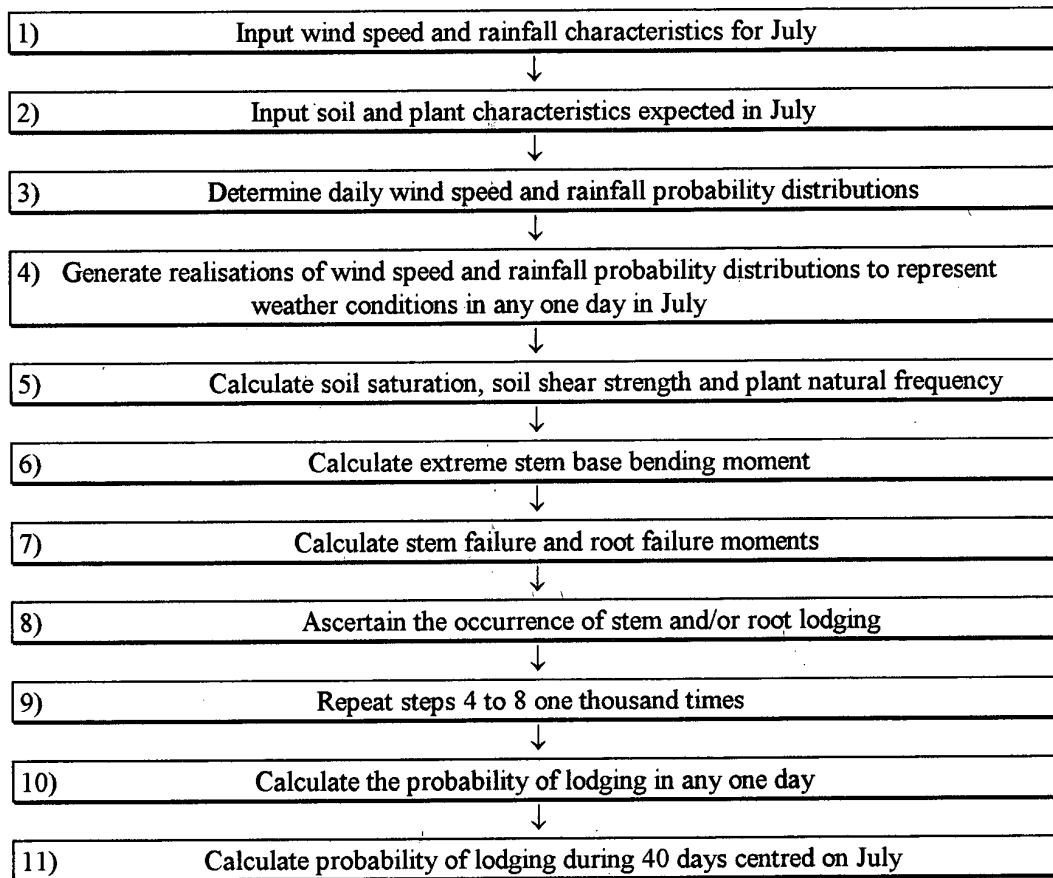 1) Input wind speed and rainfall characteristics for July
↓
2) Input soil and plant characteristics expected in July
↓
3) Determine daily wind speed and rainfall probability distributions
↓
4) Generate realisations of wind speed and rainfall probability distributions to represent
weather conditions in any one day in July
↓
5) Calculate soil saturation, soil shear strength and plant natural frequency
↓
6) Calculate extreme stem base bending moment
↓
7) Calculate stem failure and root failure moments
↓
8) Ascertain the occurrence of stem and/or root lodging
↓
9) Repeat steps 4 to 8 one thousand times
↓
10) Calculate the probability of lodging in any one day
↓
11) Calculate probability of lodging during 40 days centred on July